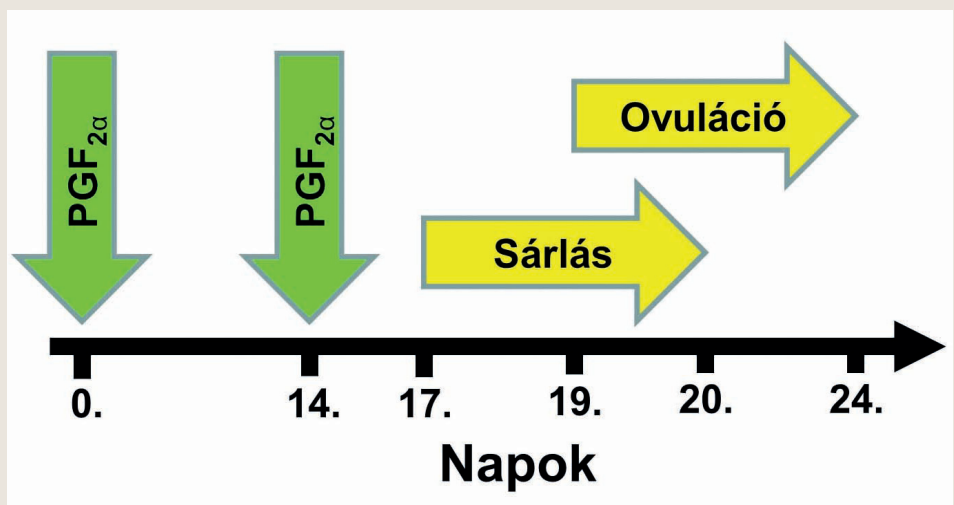 PGF2α
PGF2α
Ovuláció
Sárlás
0. 14. 17. 19. 20. 24.
Napok